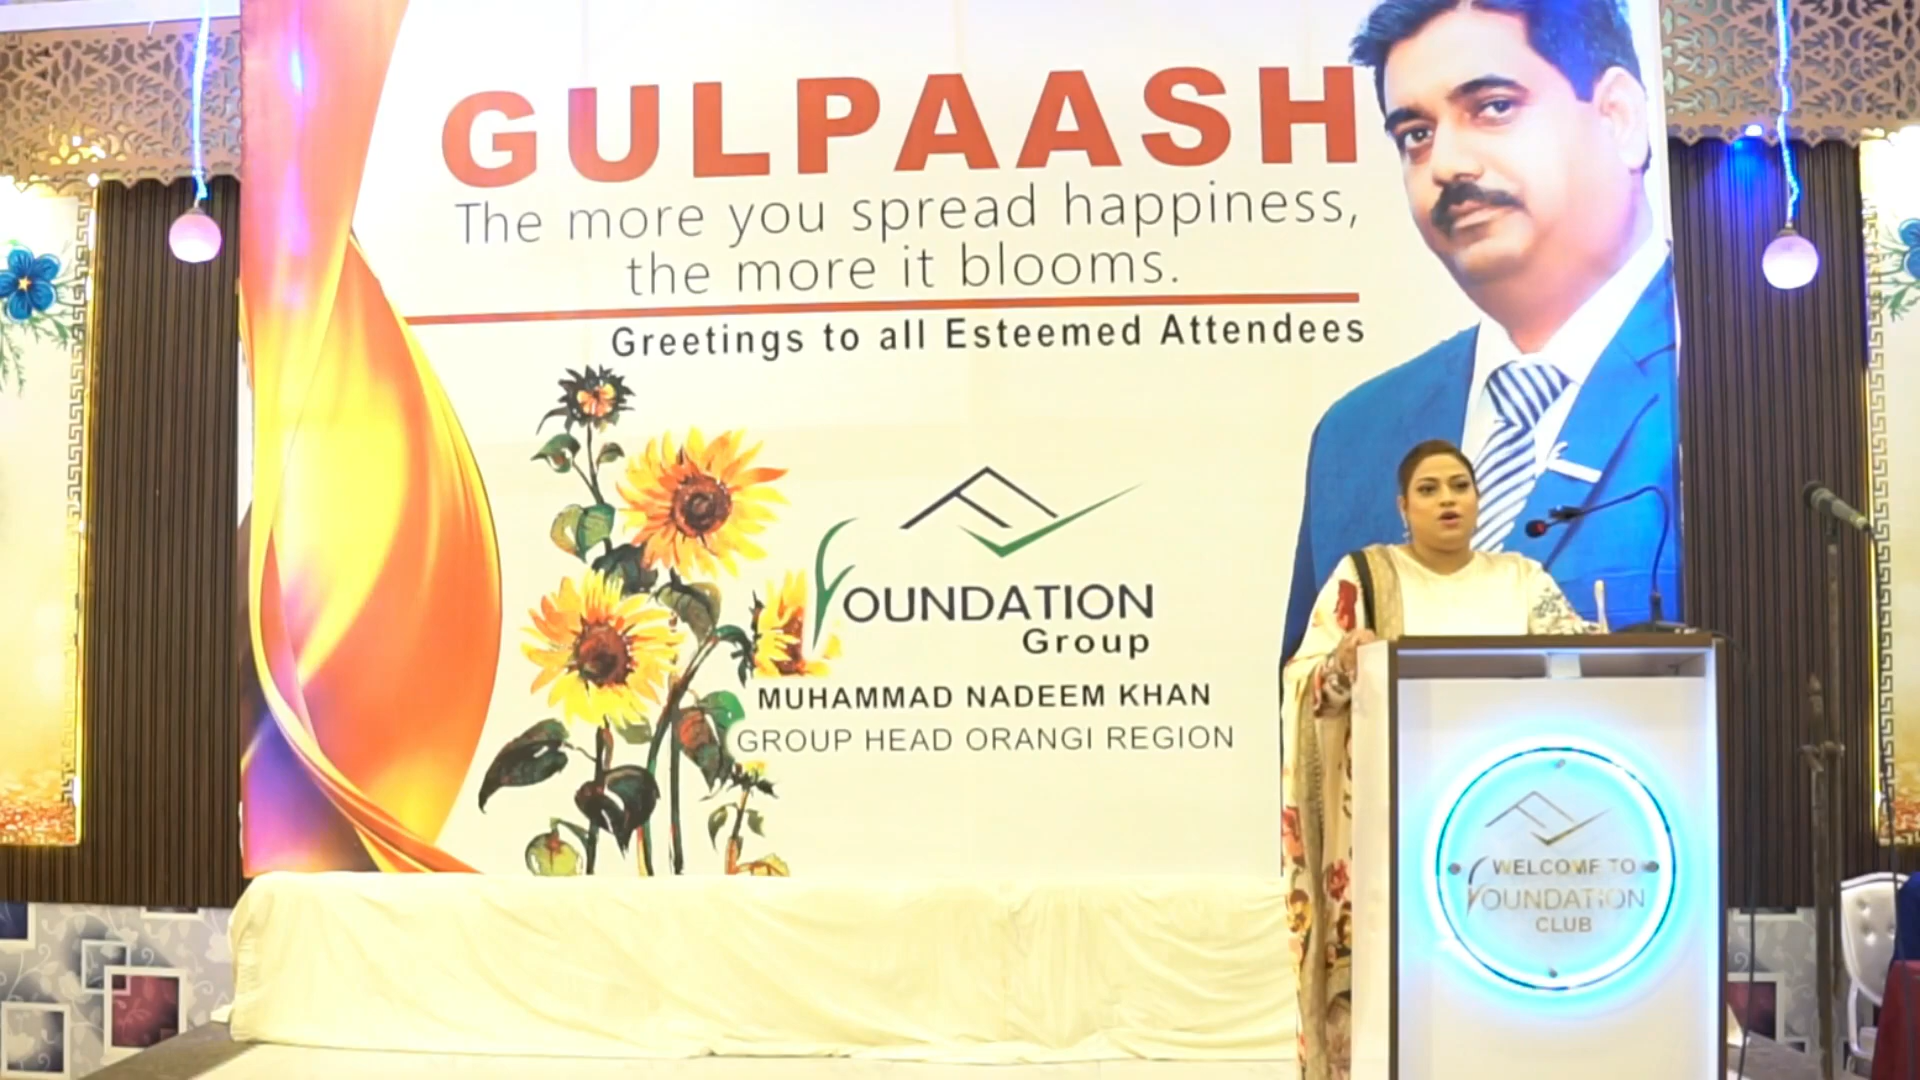 GULPAASH
The more you spread happiness,
the more it blooms.
Greetings to all Esteemed Attendees
FOUNDATION
Group
MUHAMMAD NADEEM KHAN
GROUP HEAD ORANGI REGION
WELCOME TO
FOUNDATION
CLUB